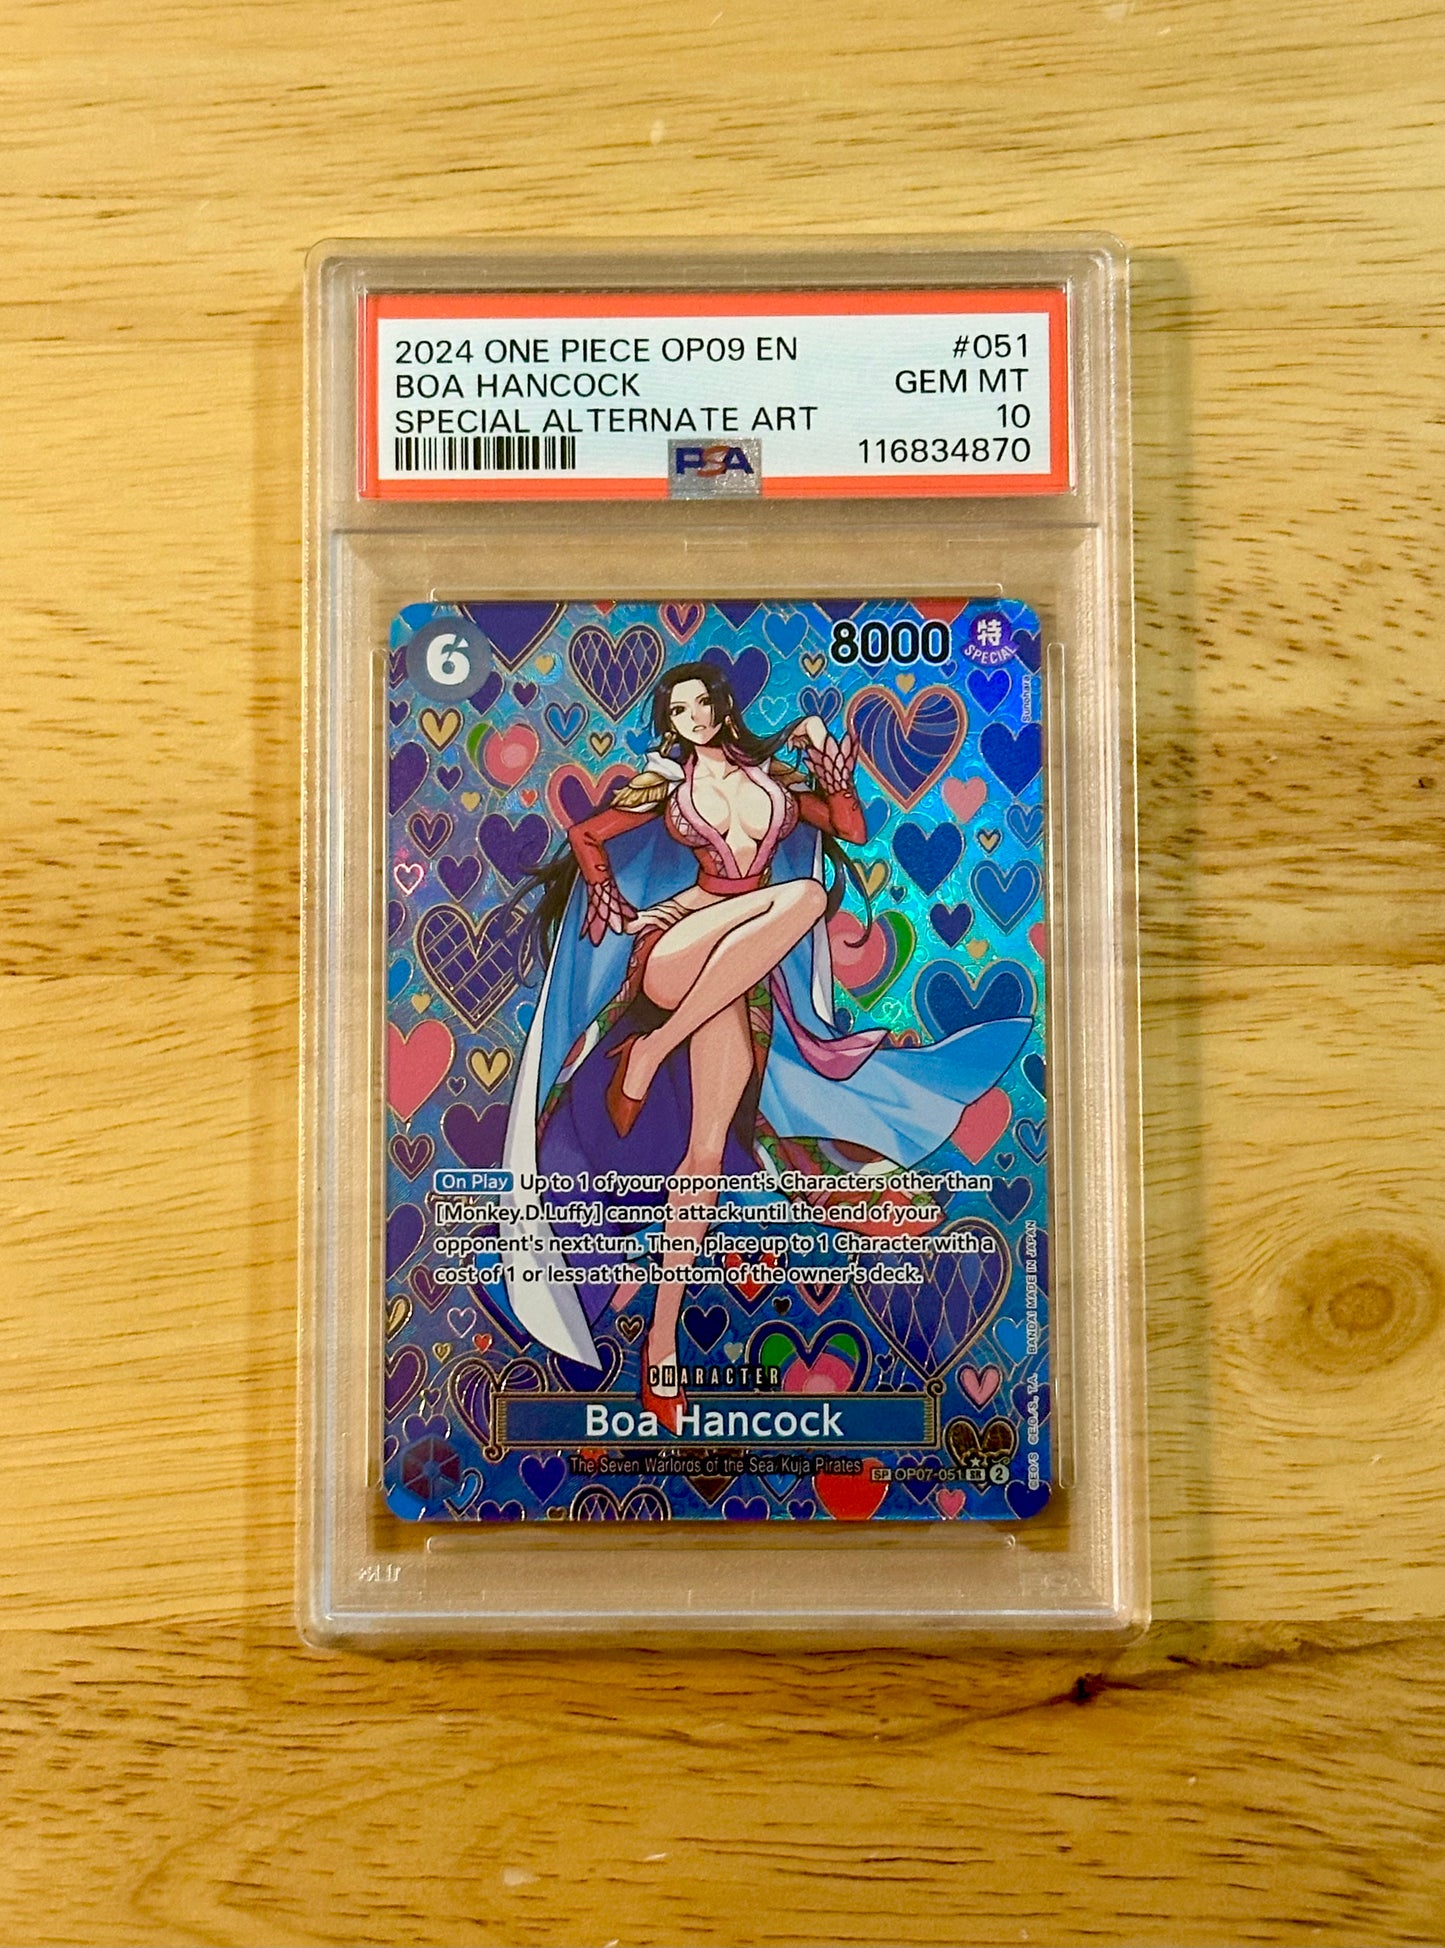 2024 ONE PIECE OP09 EN #051
BOA HANCOCK GEM MT
SPECIAL ALTERNATE ART 10
PSA 116834870
6 8000 特
SPECIAL
Sunohara
On Play Up to 1 of your opponent's Characters other than
[Monkey.D.Luffy] cannot attack until the end of your
opponent's next turn. Then, place up to 1 Character with a
cost of 1 or less at the bottom of the owner's deck.
CHARACTER
Boa Hancock
The Seven Warlords of the Sea/Kuja Pirates
SP OP07-051 SR 2
©EO/S ©EO/S, T.A. BANDAI MADE IN JAPAN